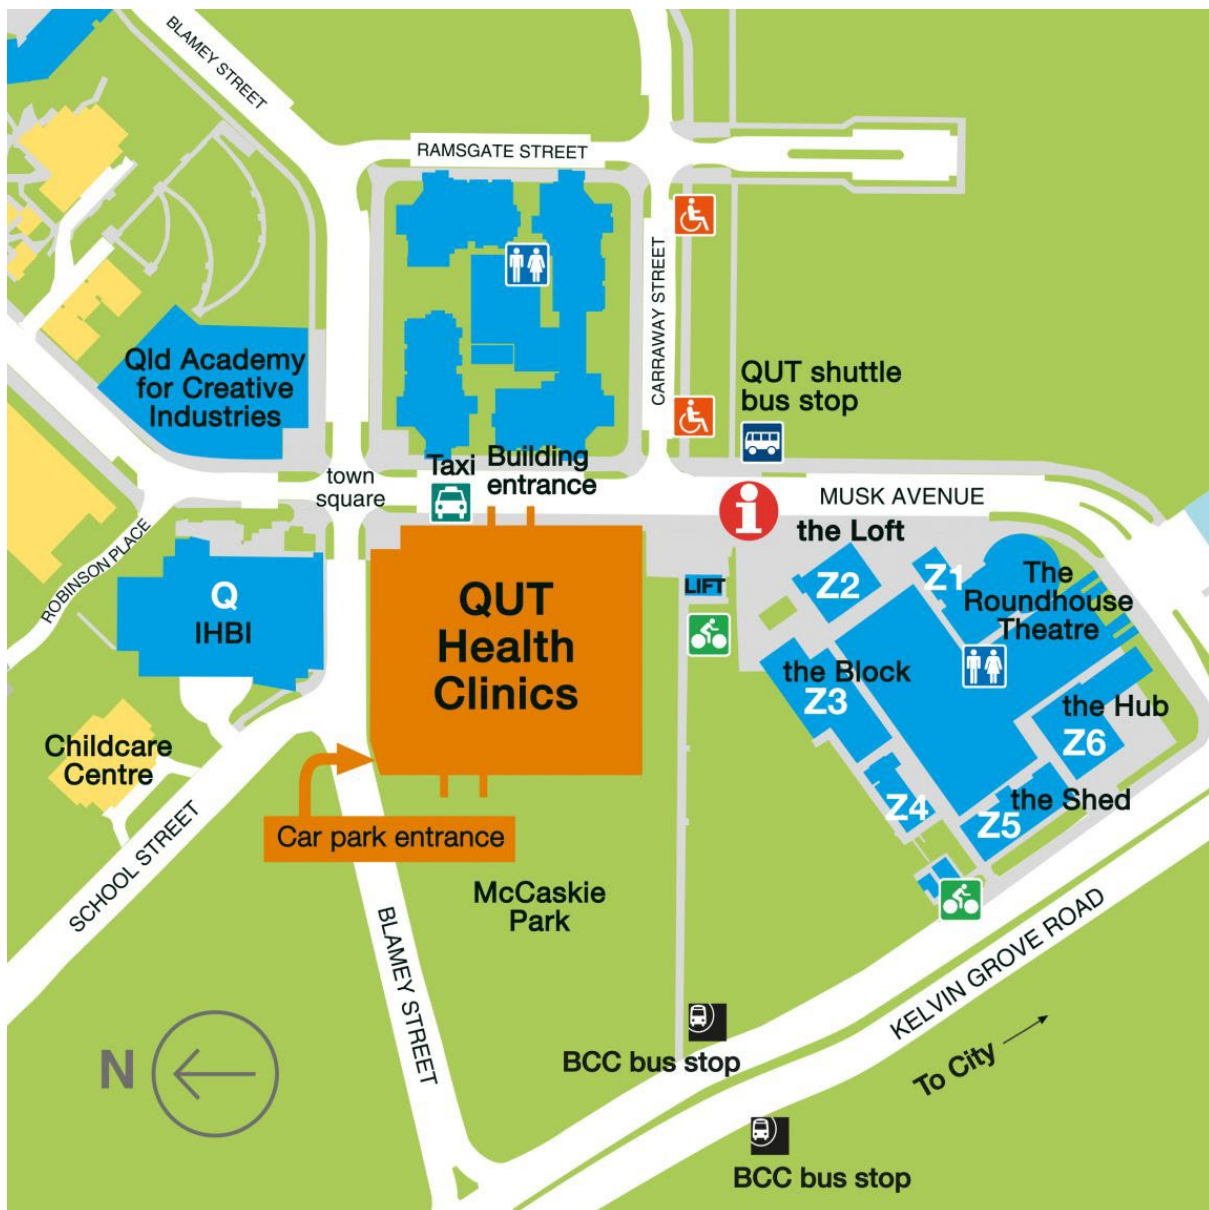 BLAMEY STREET
RAMSGATE STREET
CARRAWAY STREET
Qld Academy
for Creative
Industries
QUT shuttle
bus stop
town
square
Taxi
Building
entrance
MUSK AVENUE
the Loft
ROBINSON PLACE
Q
IHBI
QUT
Health
Clinics
LIFT
Z2
Z1
The
Roundhouse
Theatre
the Block
Z3
the Hub
Z6
Childcare
Centre
the Shed
Z4
Z5
Car park entrance
SCHOOL STREET
McCaskie
Park
BLAMEY STREET
KELVIN GROVE ROAD
To City
N
BCC bus stop
BCC bus stop